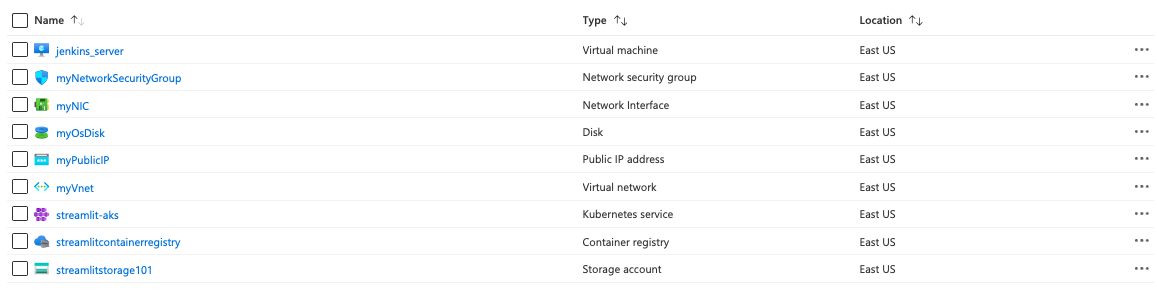 Name Type Location
jenkins_server Virtual machine East US
myNetworkSecurityGroup Network security group East US
myNIC Network Interface East US
myOsDisk Disk East US
myPublicIP Public IP address East US
myVnet Virtual network East US
streamlit-aks Kubernetes service East US
streamlitcontainerregistry Container registry East US
streamlitstorage101 Storage account East US